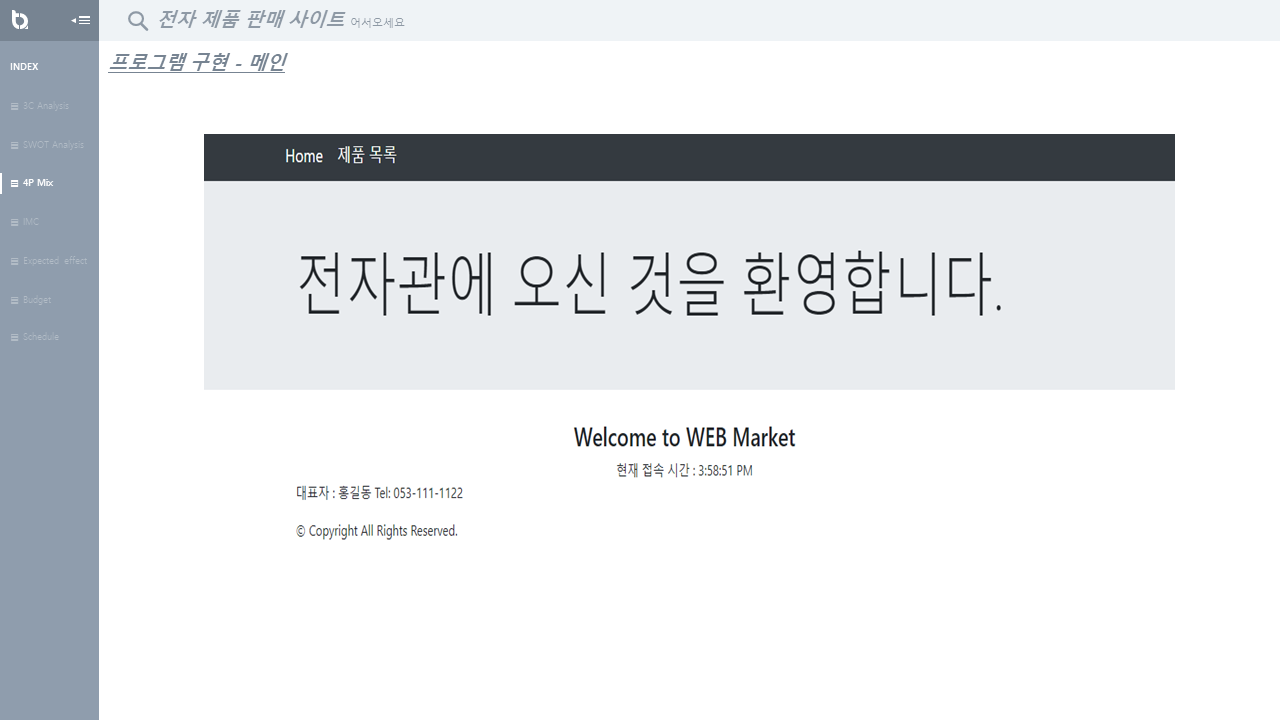 전자 제품 판매 사이트 어서오세요
INDEX
3C Analysis
SWOT Analysis
4P Mix
IMC
Expected effect
Budget
Schedule
프로그램 구현 - 메인
Home 제품 목록
전자관에 오신 것을 환영합니다.
Welcome to WEB Market
현재 접속 시간 : 3:58:51 PM
대표자 : 홍길동 Tel: 053-111-1122
© Copyright All Rights Reserved.